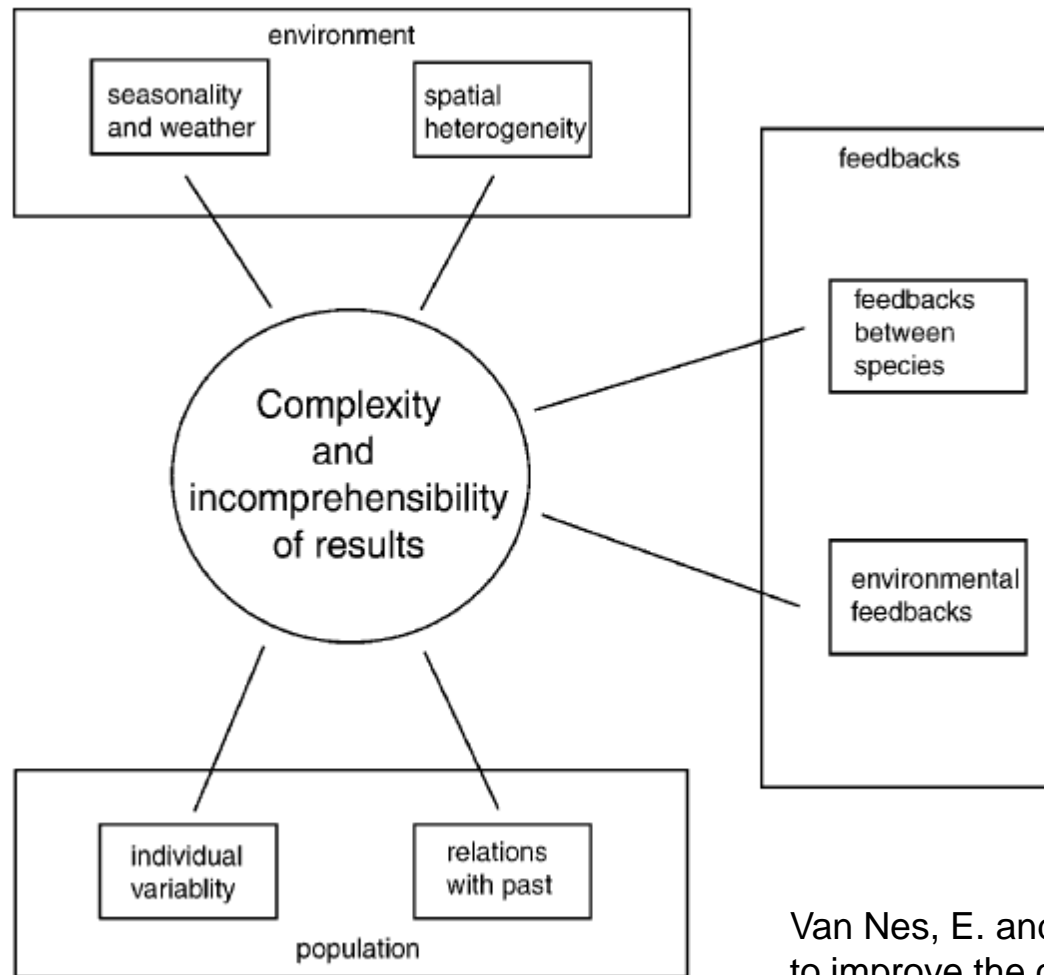 environment
seasonality
and weather
spatial
heterogeneity
feedbacks
feedbacks
between
species
Complexity
and
incomprehensibility
of results
environmental
feedbacks
individual
variablity
relations
with past
population
Van Nes, E. and
to improve the